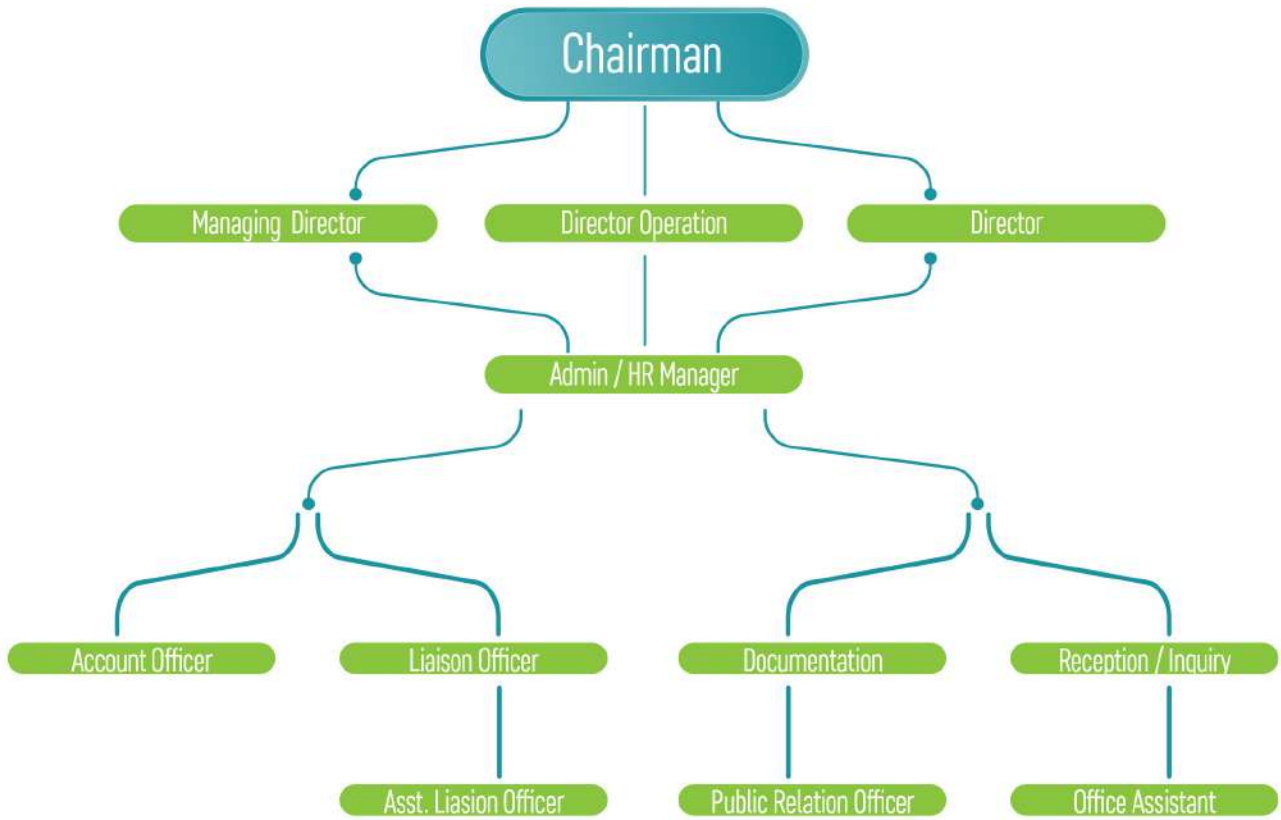 Chairman
Managing Director
Director Operation
Director
Admin / HR Manager
Account Officer
Liaison Officer
Documentation
Reception / Inquiry
Asst. Liasion Officer
Public Relation Officer
Office Assistant